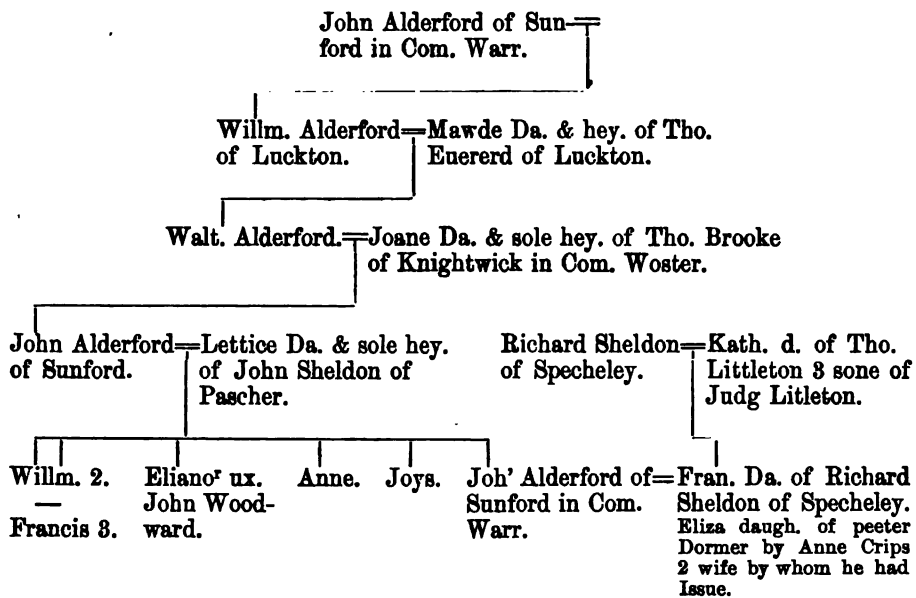 John Alderford of Sun-
ford in Com. Warr.
Willm. Alderford=Mawde Da. & hey. of Tho.
of Luckton. Euererd of Luckton.
Walt. Alderford.=Joane Da. & sole hey. of Tho. Brooke
of Knightwick in Com. Woster.
John Alderford=Lettice Da. & sole hey.
of Sunford. of John Sheldon of
Pascher.
Richard Sheldon=Kath. d. of Tho.
of Specheley. Littleton 3 sone of
Judg Litleton.
Willm. 2.
Francis 3.
Elianoʳ ux.
John Wood-
ward.
Anne.
Joys.
Joh' Alderford of=Fran. Da. of Richard
Sunford in Com. Sheldon of Specheley.
Warr. Eliza daugh. of peeter
Dormer by Anne Crips
2 wife by whom he had
Issue.